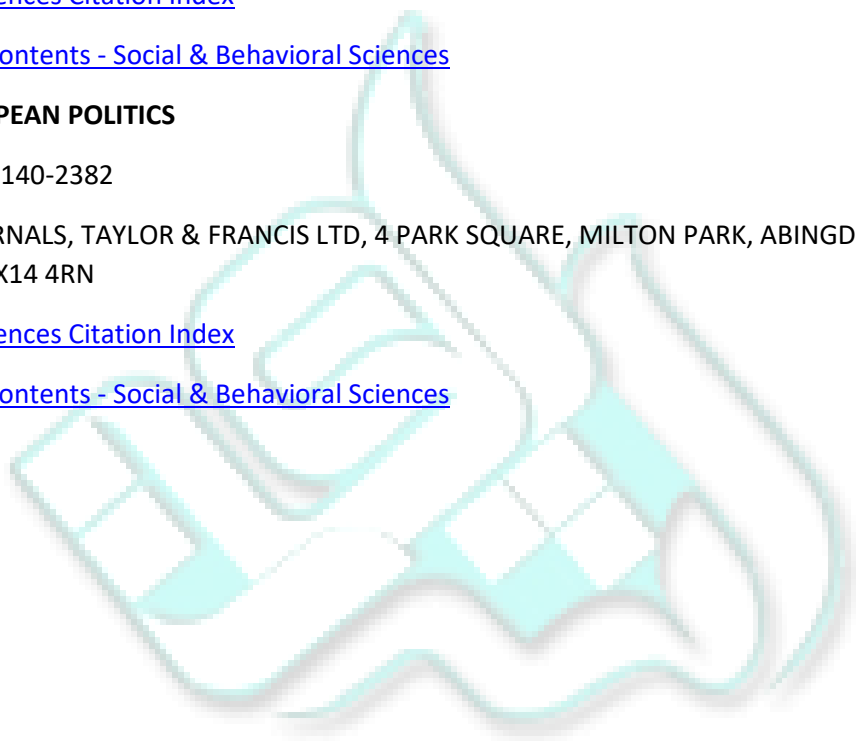 ences Citation Index
ontents - Social & Behavioral Sciences
PEAN POLITICS
140-2382
RNALS, TAYLOR & FRANCIS LTD, 4 PARK SQUARE, MILTON PARK, ABINGD
X14 4RN
ences Citation Index
ontents - Social & Behavioral Sciences